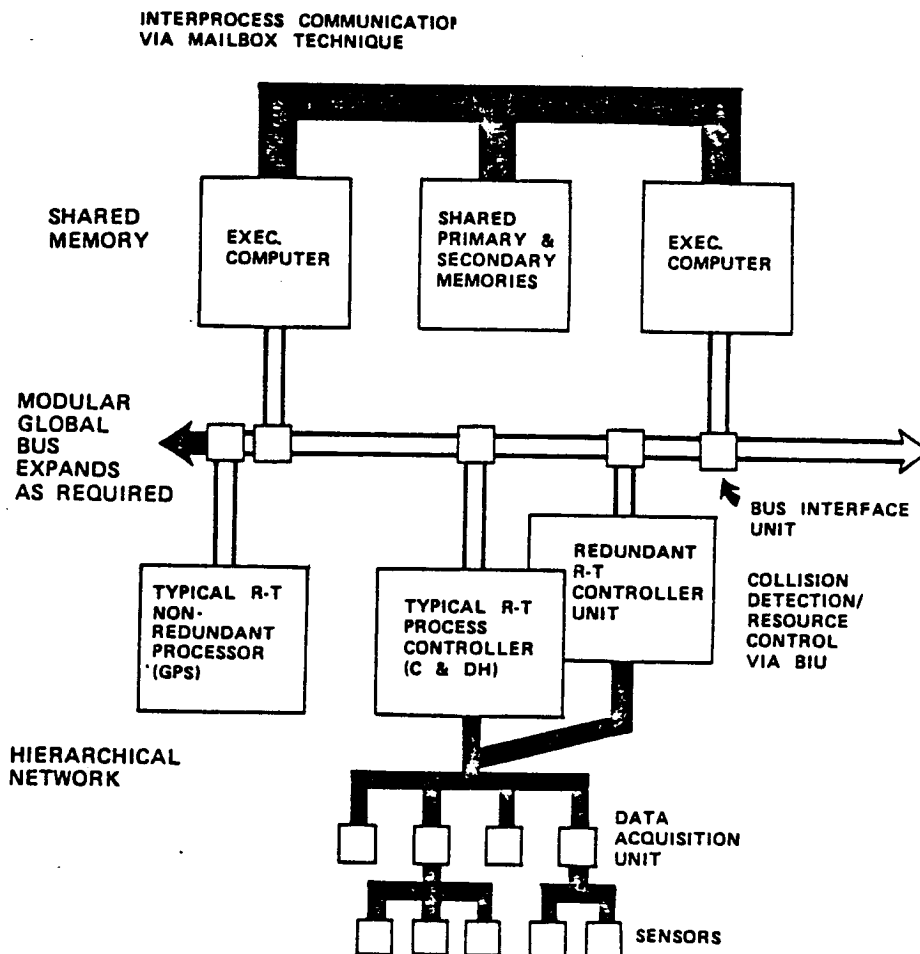 INTERPROCESS COMMUNICATION
VIA MAILBOX TECHNIQUE
SHARED
MEMORY
EXEC.
COMPUTER
SHARED
PRIMARY &
SECONDARY
MEMORIES
EXEC.
COMPUTER
MODULAR
GLOBAL
BUS
EXPANDS
AS REQUIRED
BUS INTERFACE
UNIT
TYPICAL R-T
NON-
REDUNDANT
PROCESSOR
(GPS)
TYPICAL R-T
PROCESS
CONTROLLER
(C & DH)
REDUNDANT
R-T
CONTROLLER
UNIT
COLLISION
DETECTION/
RESOURCE
CONTROL
VIA BIU
HIERARCHICAL
NETWORK
DATA
ACQUISITION
UNIT
SENSORS